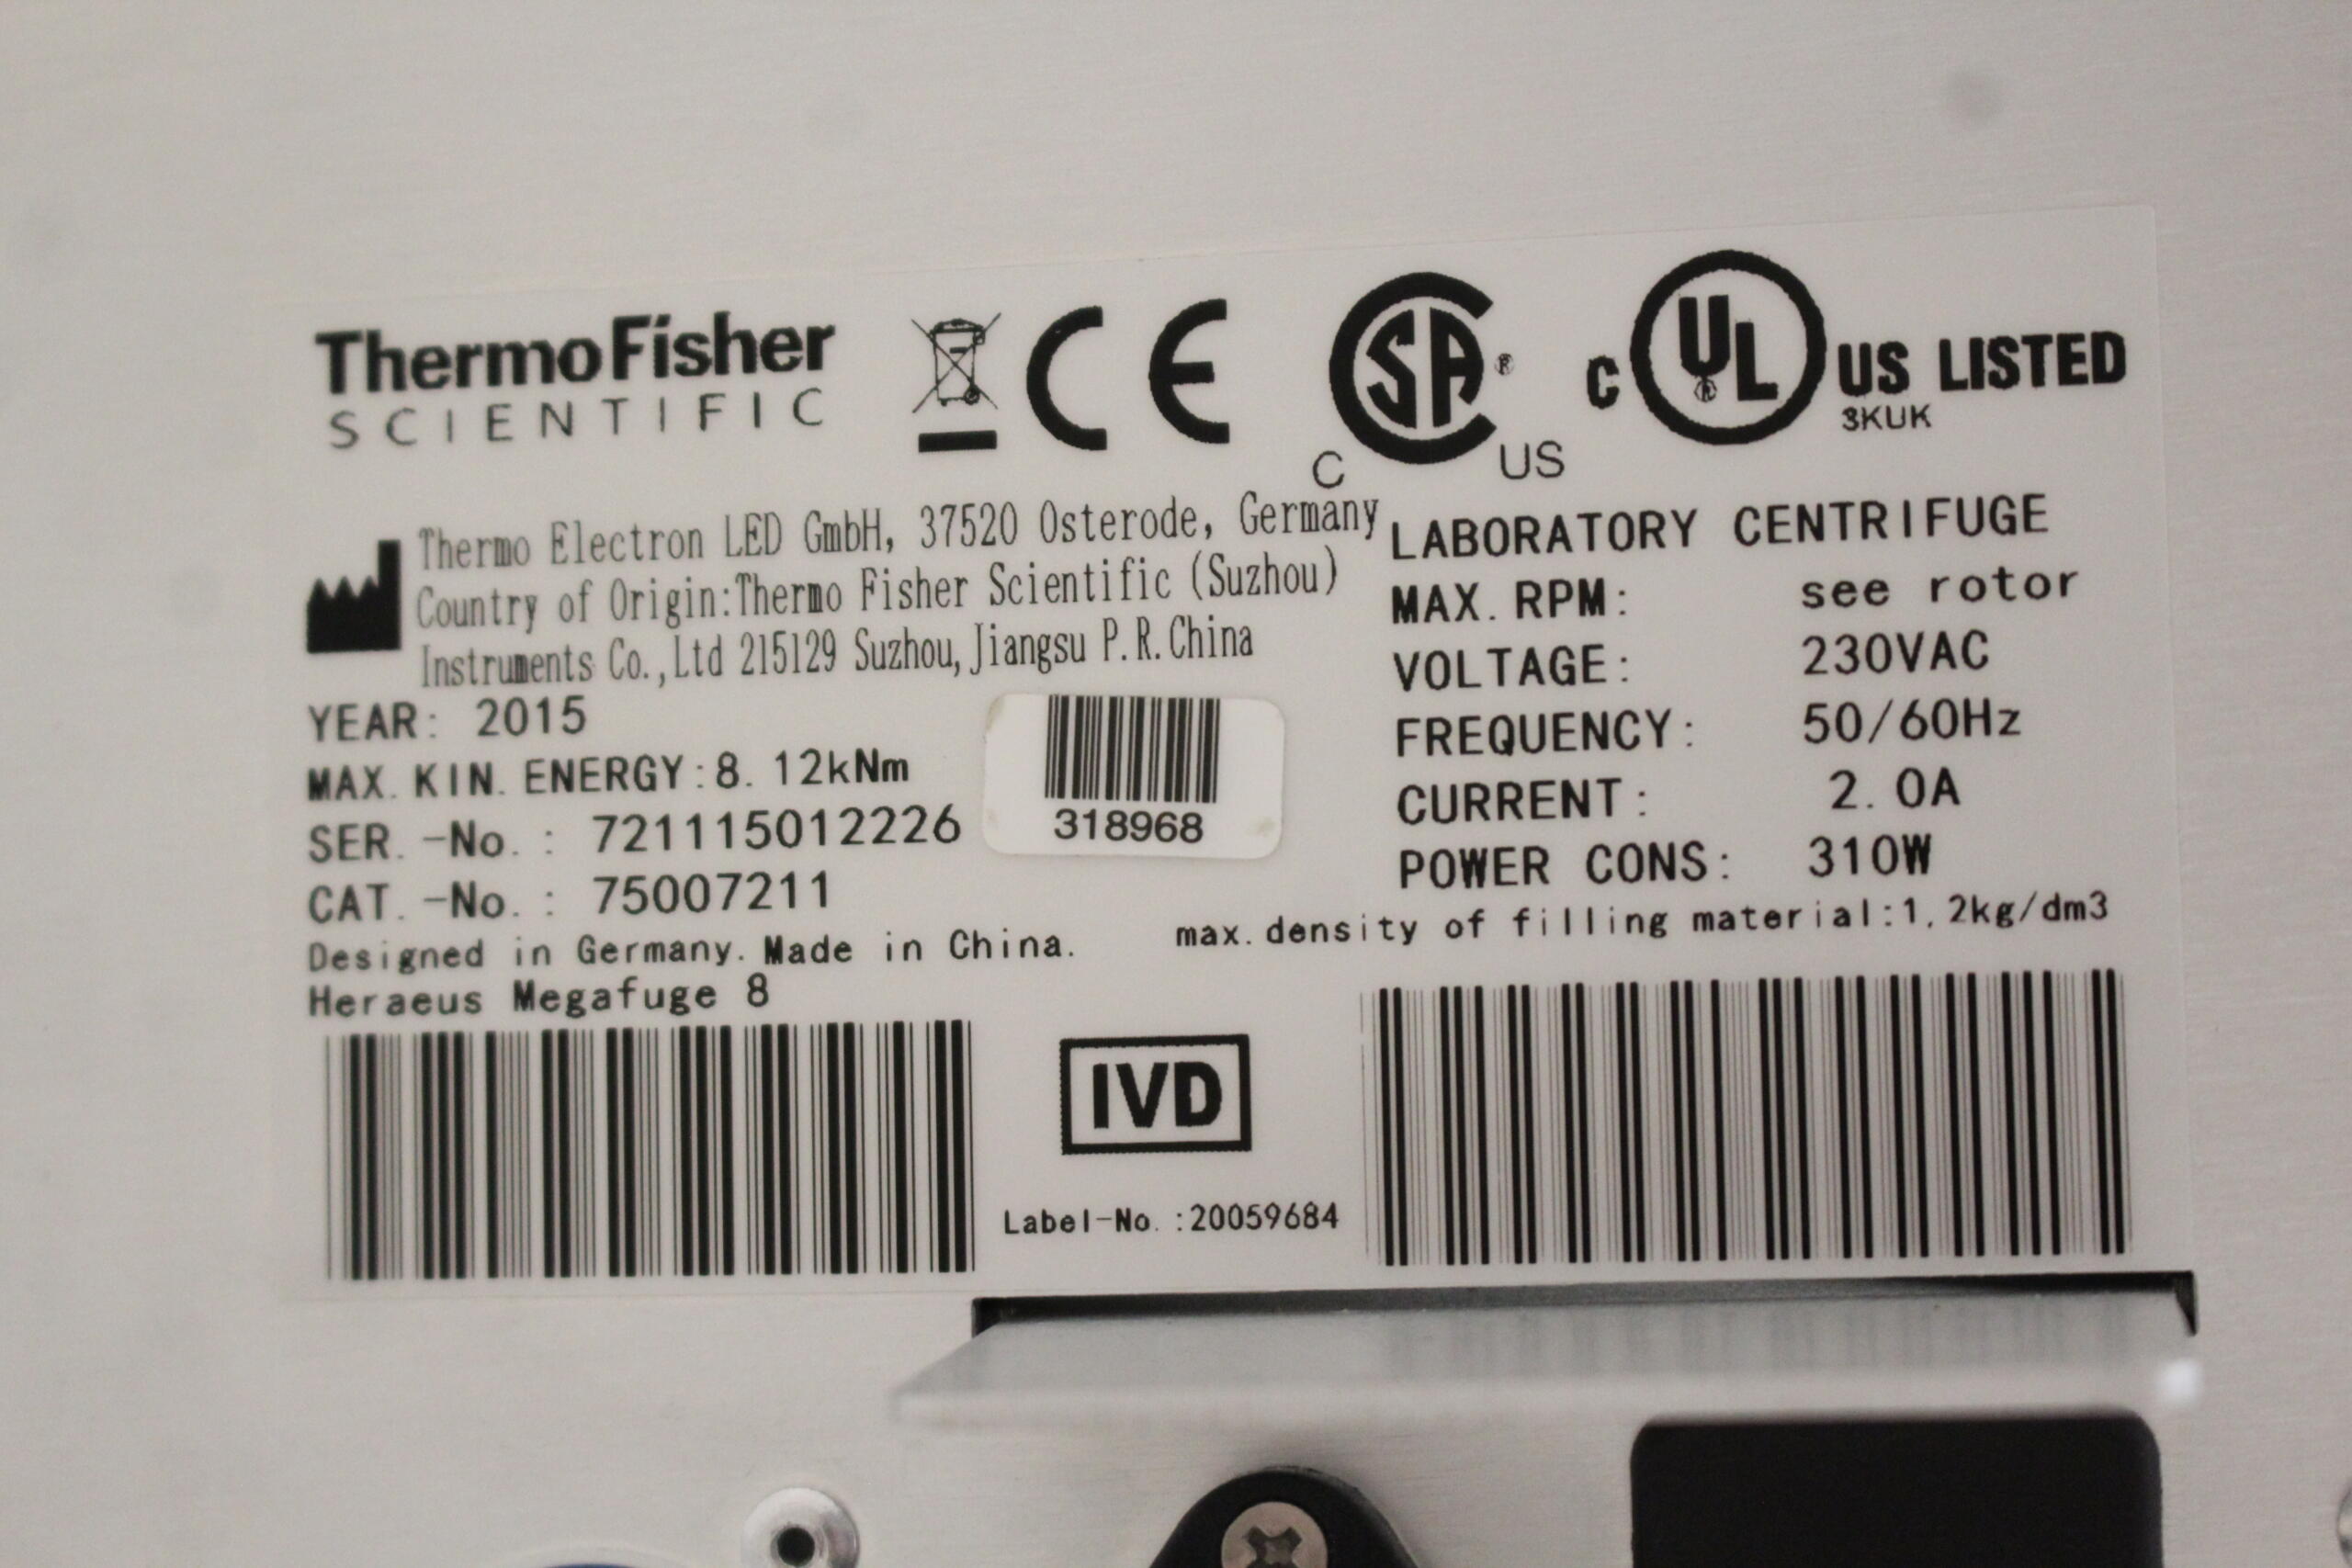 ThermoFisher
SCIENTIFIC
CE
C SA ® US
C UL ® US LISTED
3KUK
Thermo Electron LED GmbH, 37520 Osterode, Germany
Country of Origin:Thermo Fisher Scientific (Suzhou)
Instruments Co.,Ltd 215129 Suzhou,Jiangsu P.R.China
YEAR: 2015
MAX. KIN. ENERGY:8. 12kNm
SER. -No. : 721115012226
CAT. -No. : 75007211
Designed in Germany. Made in China.
Heraeus Megafuge 8
318968
LABORATORY CENTRIFUGE
MAX. RPM: see rotor
VOLTAGE: 230VAC
FREQUENCY: 50/60Hz
CURRENT: 2. 0A
POWER CONS: 310W
max. density of filling material:1. 2kg/dm3
IVD
Label-No. :20059684